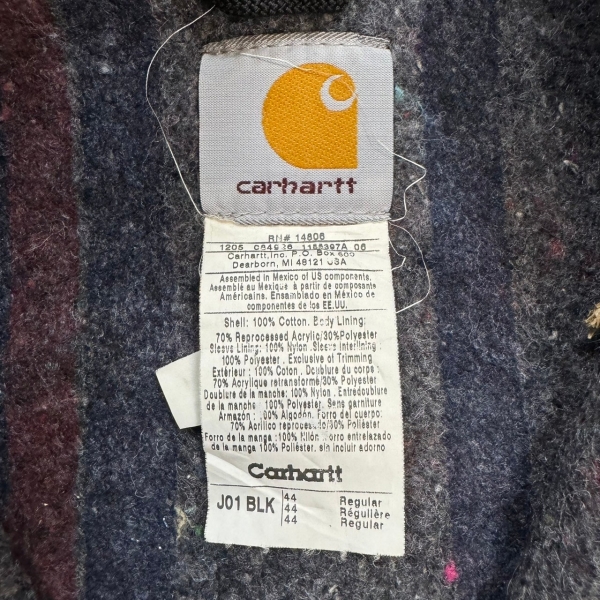 carhartt
RN# 14806
1205 1188397A 06
Carhartt,Inc. P.O. Box 600
Dearborn, MI 48121 USA
Assembled in Mexico of US components.
Assemblé au Mexique à partir de composants
Américains. Ensamblado en México de
componentes de los EE.UU.
Shell: 100% Cotton. Body Lining:
70% Reprocessed Acrylic/30%Polyester
Sleeve Lining: 100% Nylon .Sleeve Interlining
100% Polyester . Exclusive of Trimming
Extérieur : 100% Coton . Doublure du corps :
70% Acrylique retransformé/30% Polyester
Doublure de la manche: 100% Nylon . Entredoublure
de la manche 100% Polyester. Sens garniture
Armazón : 100% Algodón. Forro del cuerpo:
70% Acrílico reprocesado/30% Poliéster
Forro de la manga :100% Nylon Forro entrelazado
de la manga 100% Poliéster, sin incluir adorno
Carhartt
J01 BLK 44 Regular
44 Régulière
44 Regular